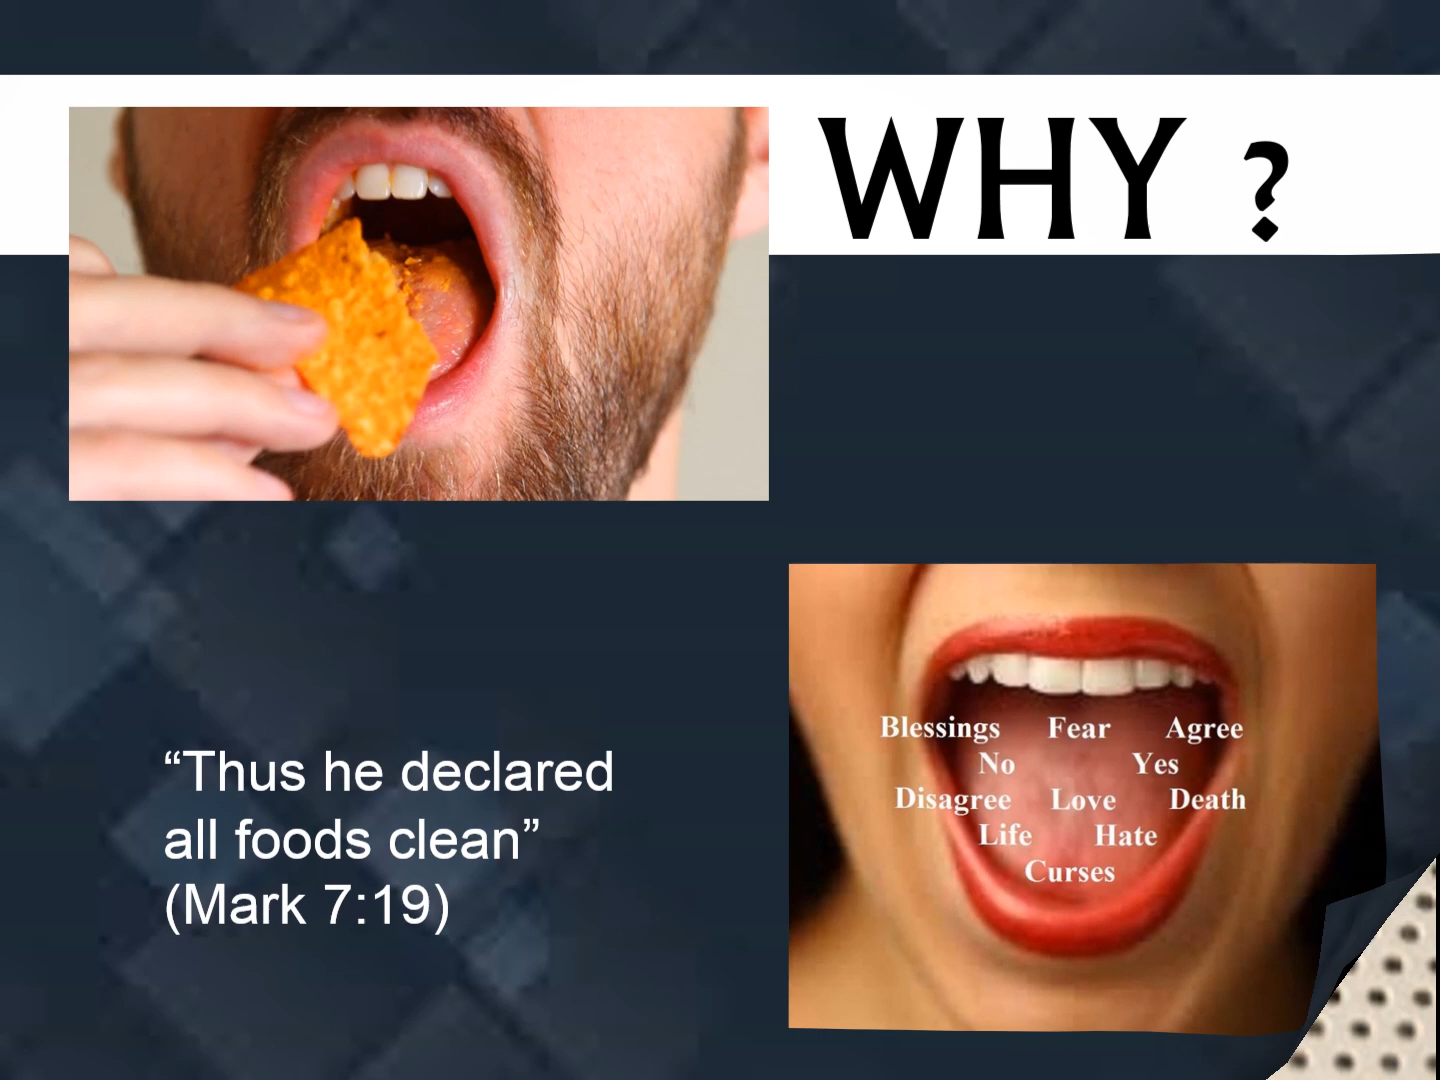 WHY ?
“Thus he declared
all foods clean”
(Mark 7:19)
Blessings Fear Agree
No Yes
Disagree Love Death
Life Hate
Curses